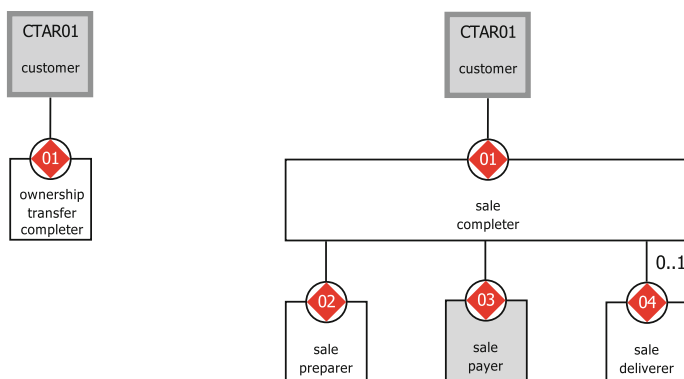 CTAR01
customer
01
ownership
transfer
completer
CTAR01
customer
01
sale
completer
0..1
02
sale
preparer
03
sale
payer
04
sale
deliverer